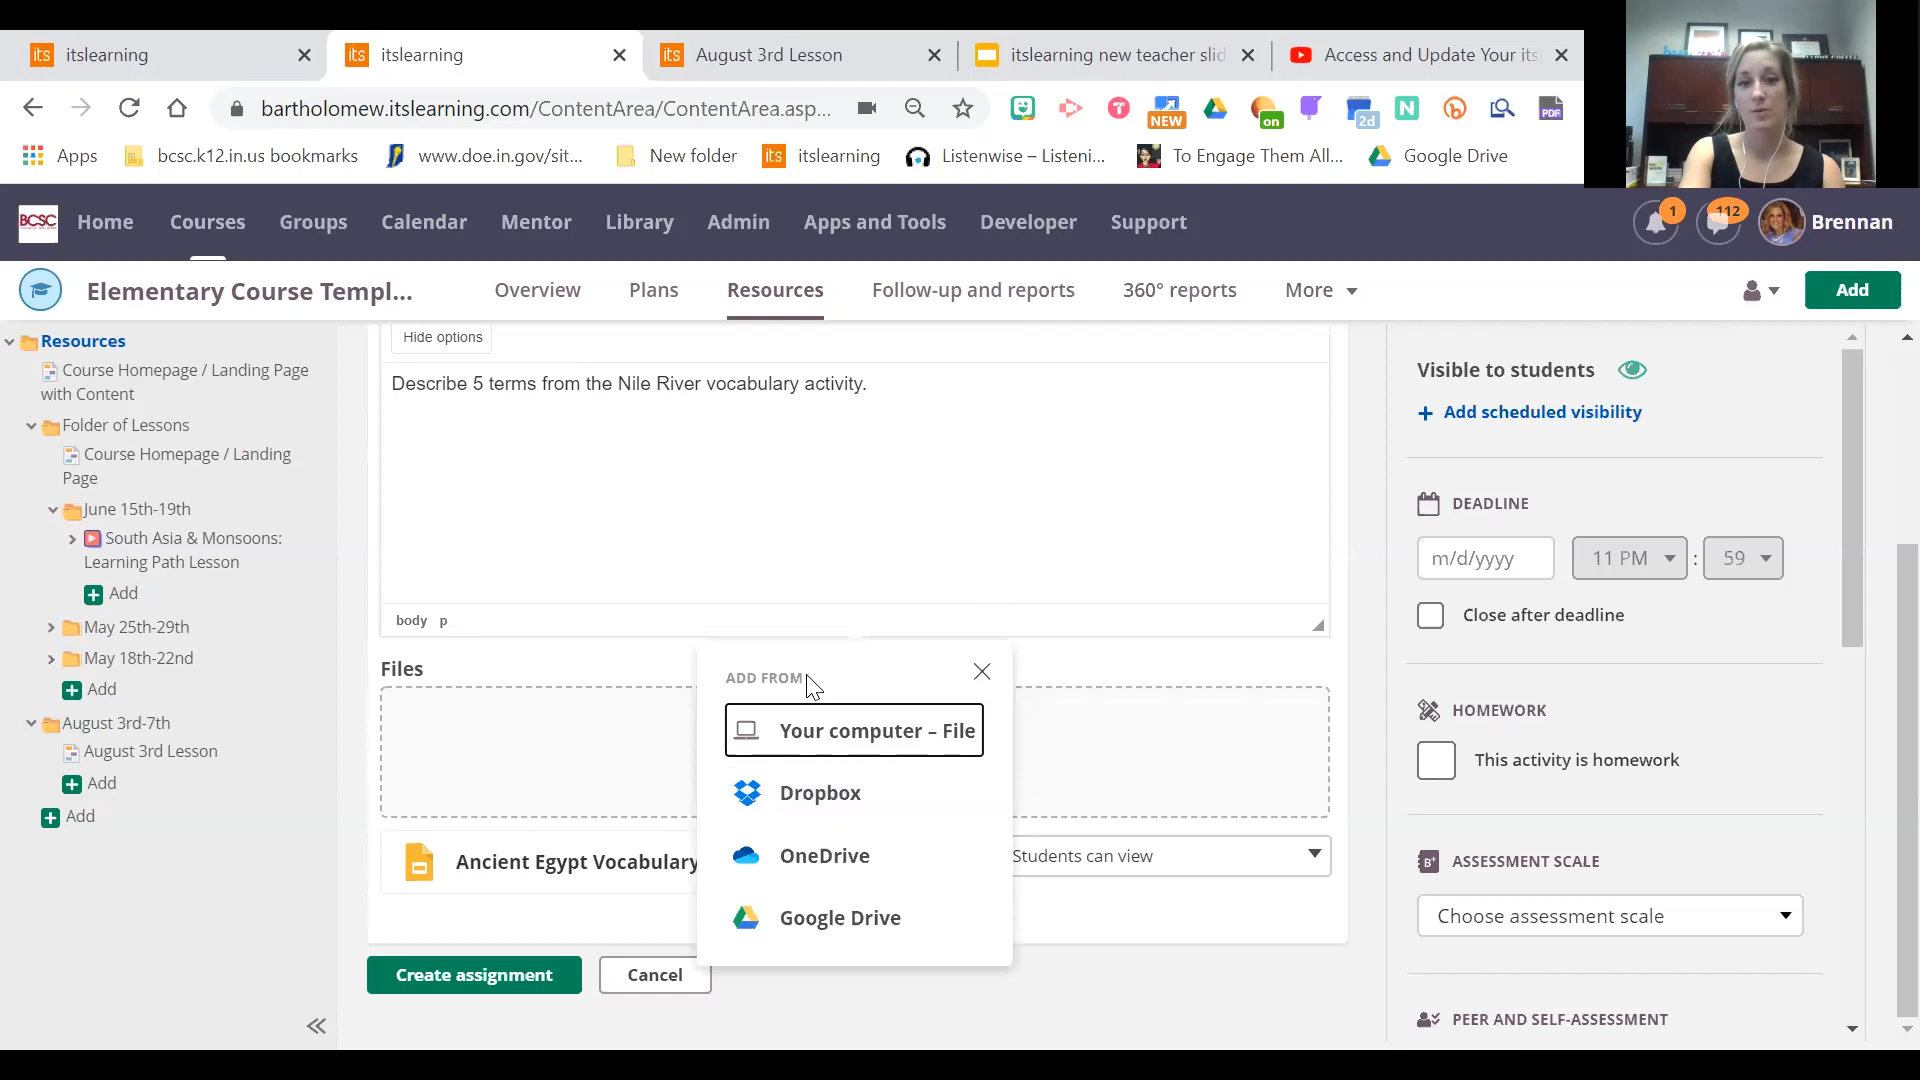 itslearning
itslearning
August 3rd Lesson
itslearning new teacher slid
Access and Update Your its
bartholomew.itslearning.com/ContentArea/ContentArea.asp...
NEW
on
2d
PDF
Apps
bcsc.k12.in.us bookmarks
www.doe.in.gov/sit...
New folder
itslearning
Listenwise – Listeni...
To Engage Them All...
Google Drive
BCSC
Home
Courses
Groups
Calendar
Mentor
Library
Admin
Apps and Tools
Developer
Support
1
112
Brennan
Elementary Course Templ...
Overview
Plans
Resources
Follow-up and reports
360° reports
More
Add
Resources
Course Homepage / Landing Page
with Content
Folder of Lessons
Course Homepage / Landing
Page
June 15th-19th
South Asia & Monsoons:
Learning Path Lesson
Add
May 25th-29th
May 18th-22nd
Add
August 3rd-7th
August 3rd Lesson
Add
Add
Hide options
Describe 5 terms from the Nile River vocabulary activity.
body p
Files
ADD FROM
Your computer – File
Dropbox
OneDrive
Google Drive
Ancient Egypt Vocabulary
Students can view
Create assignment
Cancel
Visible to students
+ Add scheduled visibility
DEADLINE
m/d/yyyy
11 PM
:
59
Close after deadline
HOMEWORK
This activity is homework
ASSESSMENT SCALE
Choose assessment scale
PEER AND SELF-ASSESSMENT